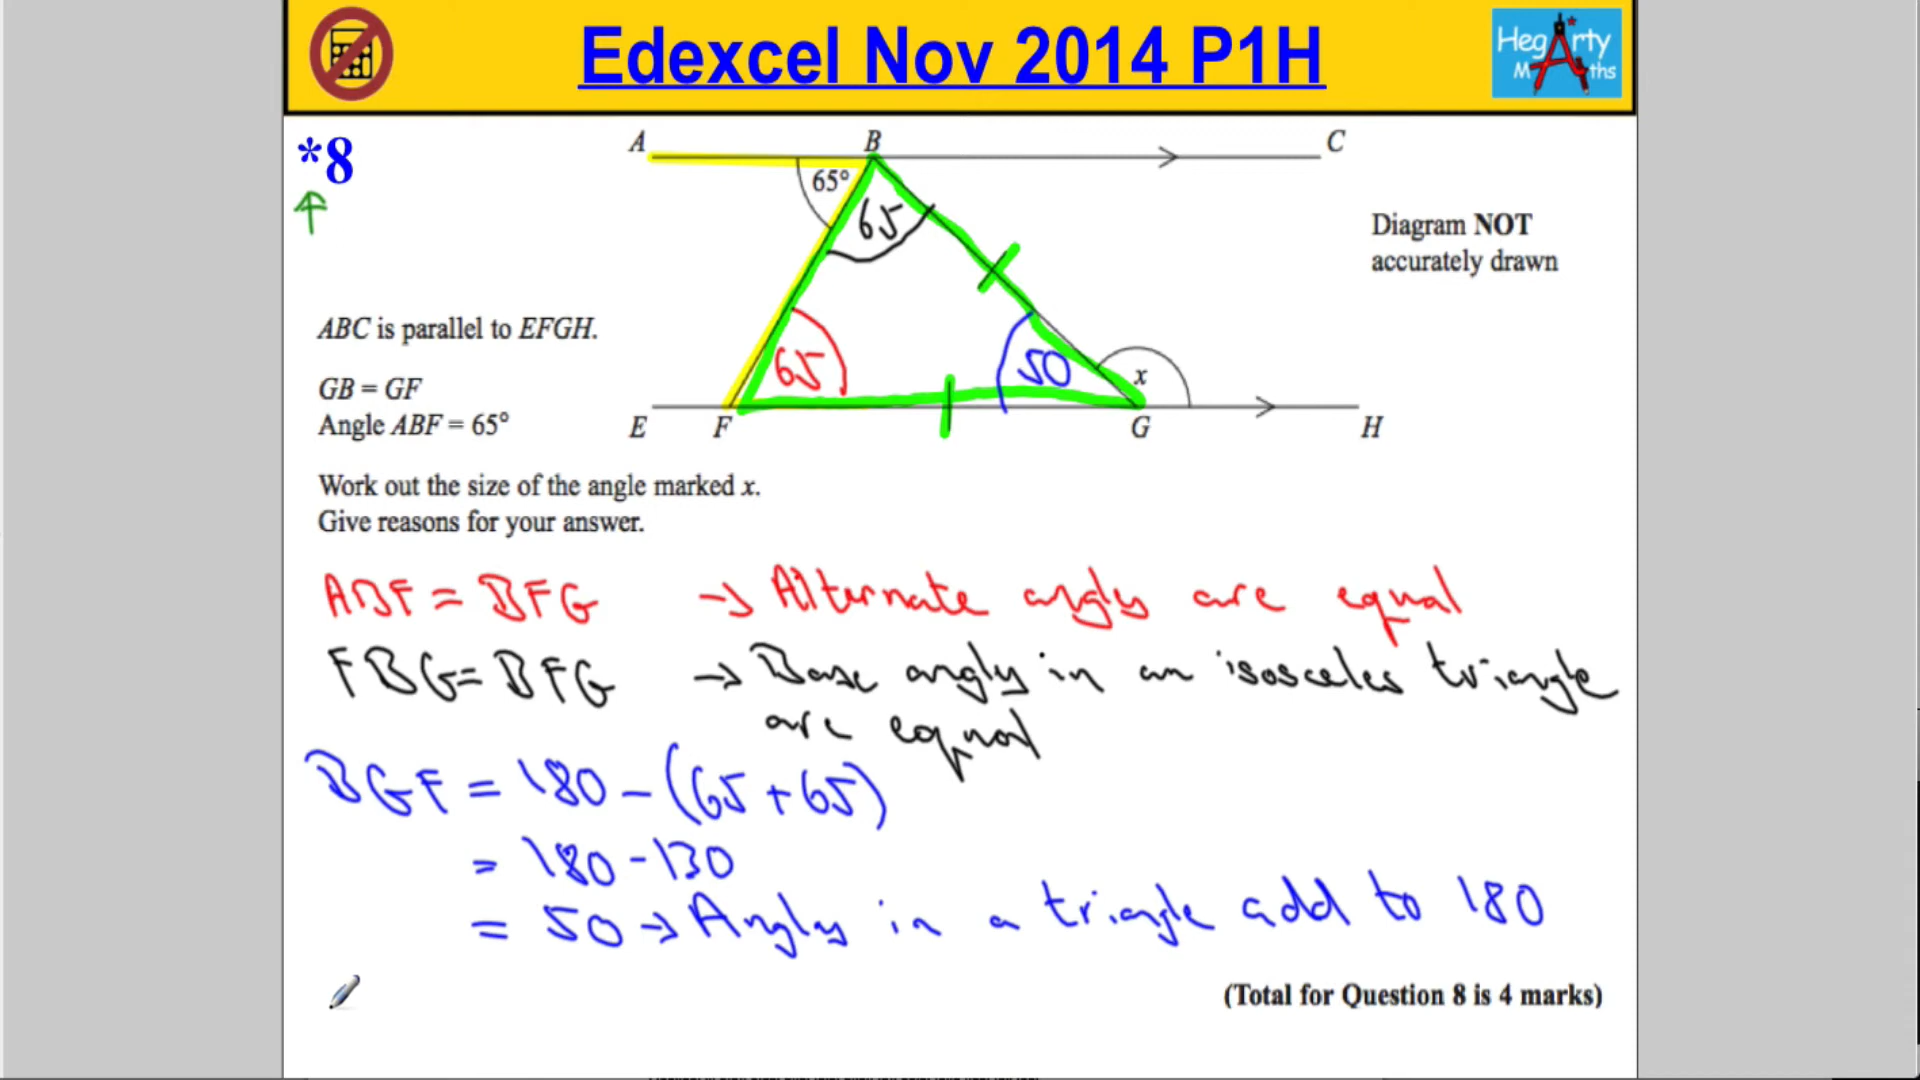 Edexcel Nov 2014 P1H
Hegarty
Maths
*8
A B C
65°
65
Diagram NOT
accurately drawn
ABC is parallel to EFGH.
65 50 x
GB = GF
Angle ABF = 65°
E F G H
Work out the size of the angle marked x.
Give reasons for your answer.
ABF = BFG → Alternate angles are equal
FBG = BFG → Base angles in an isosceles triangle
are equal
BGF = 180 - (65 + 65)
= 180 - 130
= 50 → Angles in a triangle add to 180
(Total for Question 8 is 4 marks)